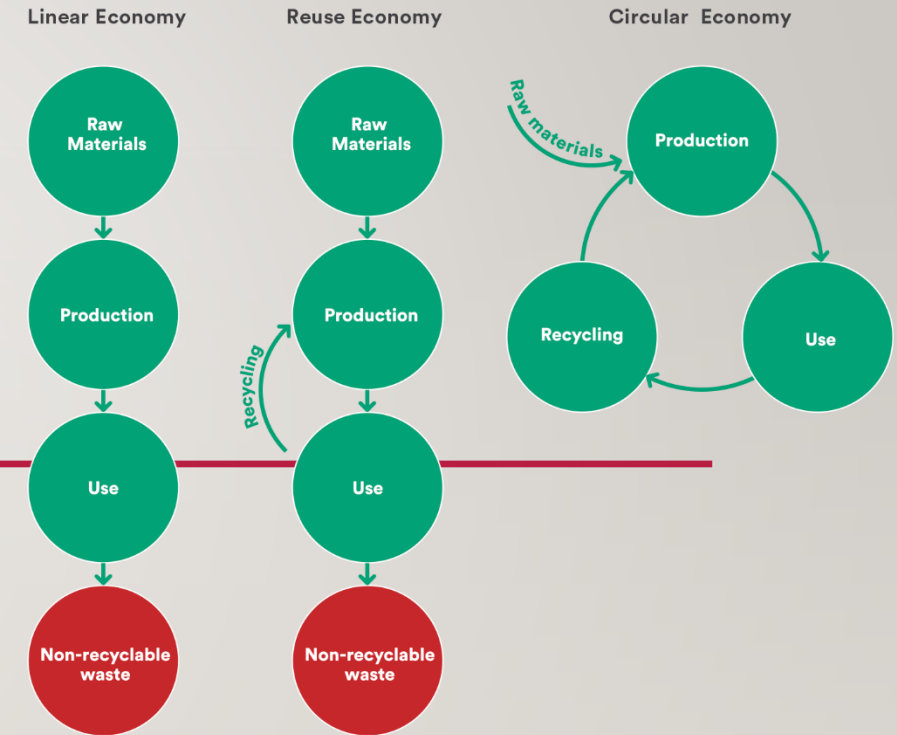 Linear Economy
Raw
Materials
Production
Use
Non-recyclable
waste
Reuse Economy
Raw
Materials
Production
Recycling
Use
Non-recyclable
waste
Circular Economy
Raw materials
Production
Recycling
Use